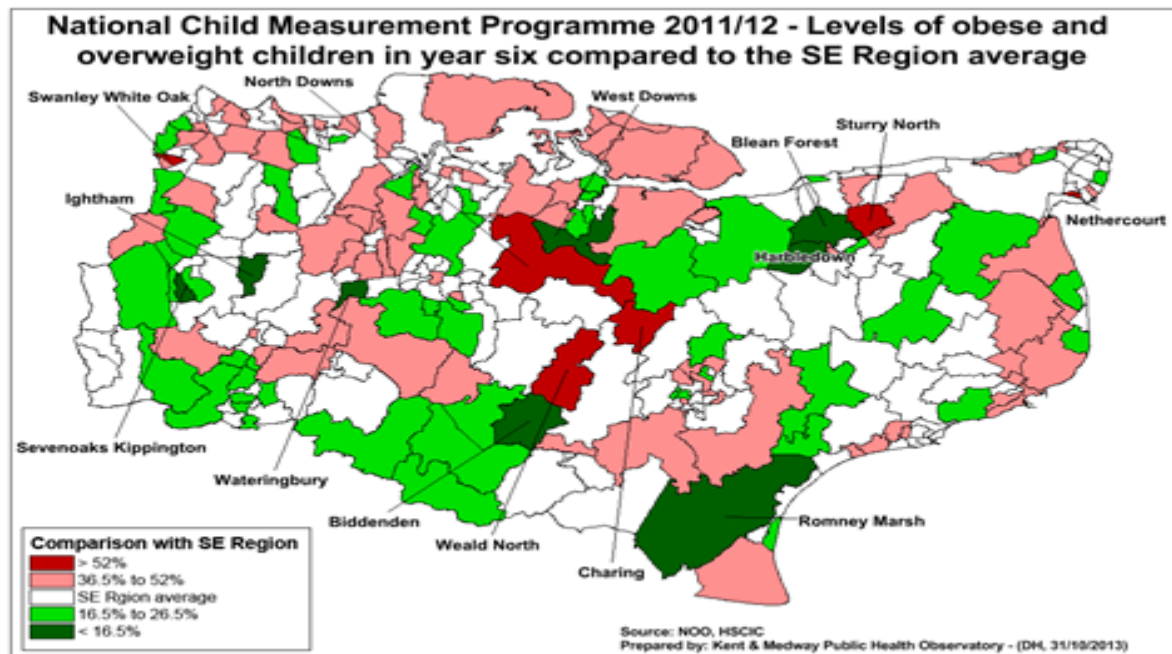 National Child Measurement Programme 2011/12 - Levels of obese and
overweight children in year six compared to the SE Region average
North Downs
Swanley White Oak
West Downs
Sturry North
Blean Forest
Ightham
Nethercourt
Harbledown
Sevenoaks Kippington
Wateringbury
Biddenden
Romney Marsh
Weald North
Charing
Comparison with SE Region
> 52%
36.5% to 52%
SE Rgion average
16.5% to 26.5%
< 16.5%
Source: NOO, HSCIC
Prepared by: Kent & Medway Public Health Observatory - (DH, 31/10/2013)